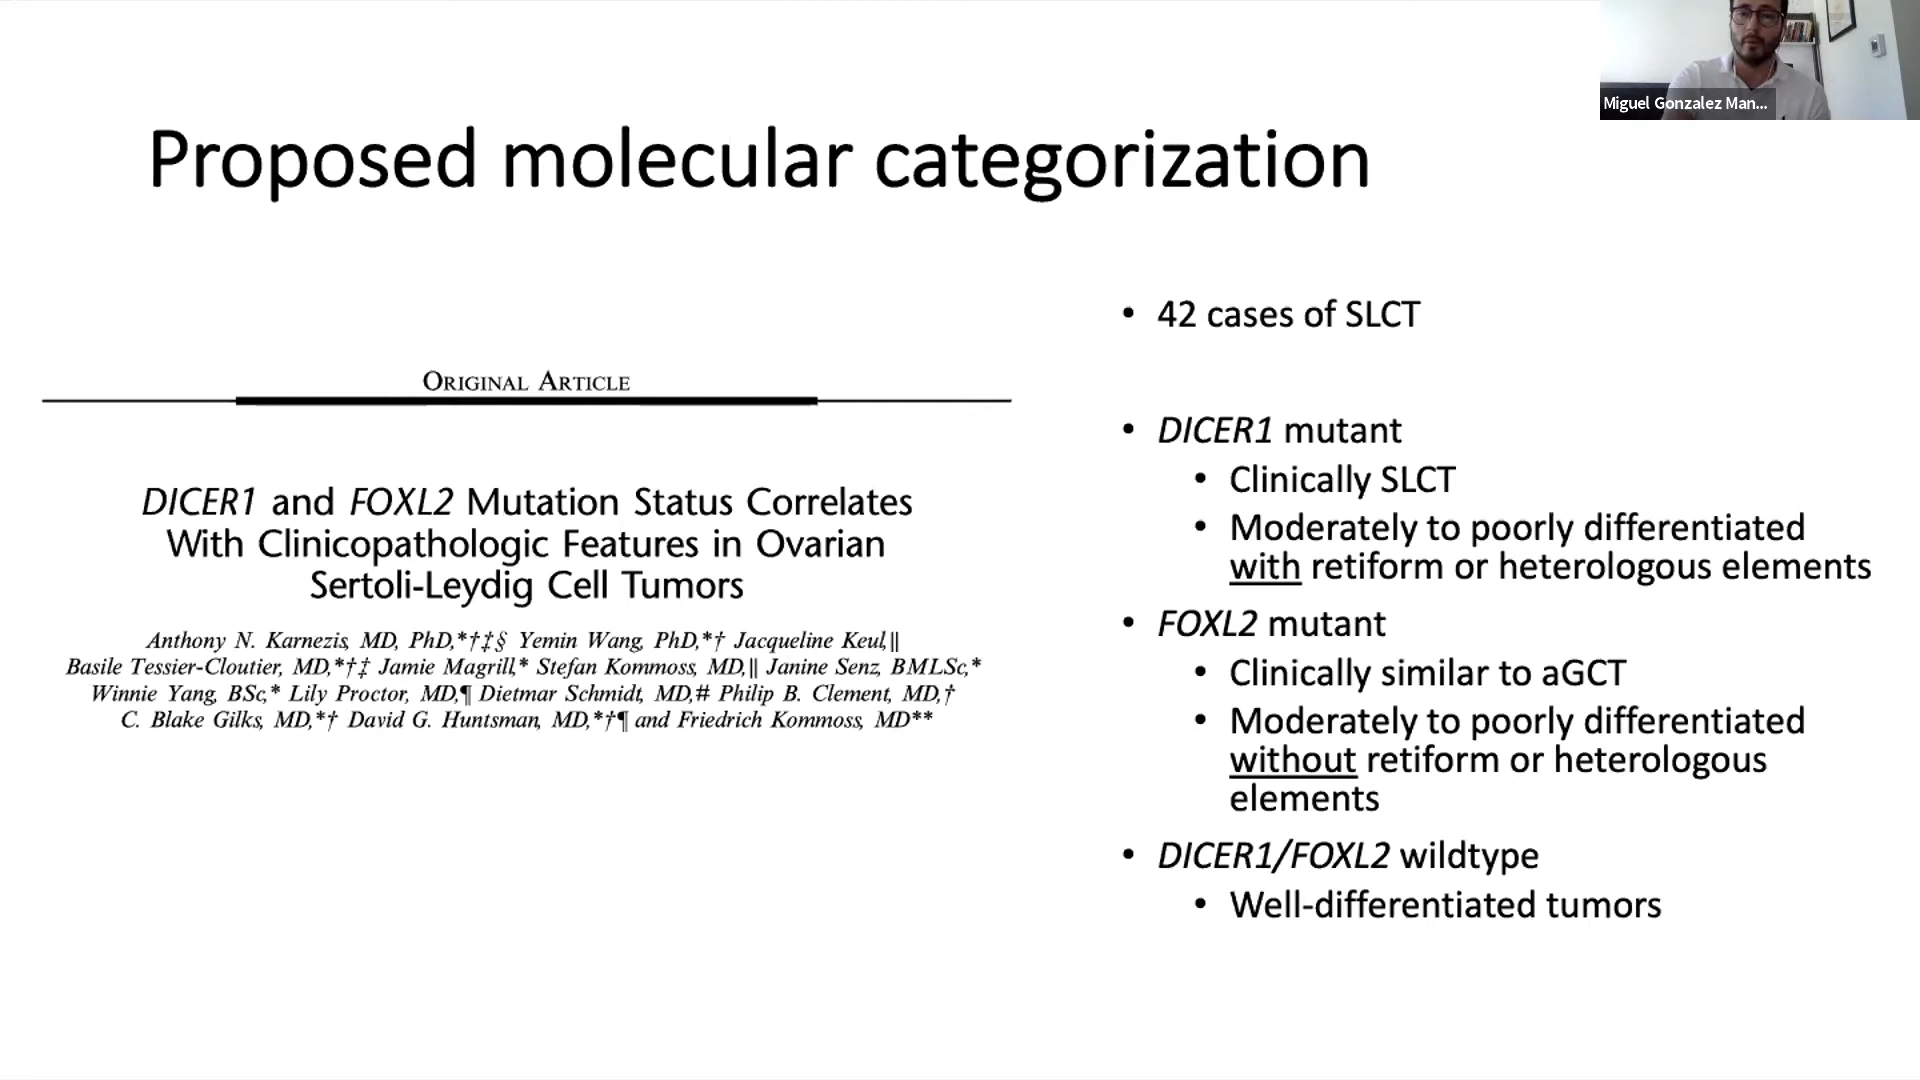 Miguel Gonzalez Man...
Proposed molecular categorization
ORIGINAL ARTICLE
DICER1 and FOXL2 Mutation Status Correlates
With Clinicopathologic Features in Ovarian
Sertoli-Leydig Cell Tumors
Anthony N. Karnezis, MD, PhD,*†‡§ Yemin Wang, PhD,*† Jacqueline Keul,||
Basile Tessier-Cloutier, MD,*†‡ Jamie Magrill,* Stefan Kommoss, MD,|| Janine Senz, BMLSc,*
Winnie Yang, BSc,* Lily Proctor, MD,¶ Dietmar Schmidt, MD,# Philip B. Clement, MD,†
C. Blake Gilks, MD,*† David G. Huntsman, MD,*†¶ and Friedrich Kommoss, MD**
• 42 cases of SLCT
• DICER1 mutant
• Clinically SLCT
• Moderately to poorly differentiated
with retiform or heterologous elements
• FOXL2 mutant
• Clinically similar to aGCT
• Moderately to poorly differentiated
without retiform or heterologous
elements
• DICER1/FOXL2 wildtype
• Well-differentiated tumors